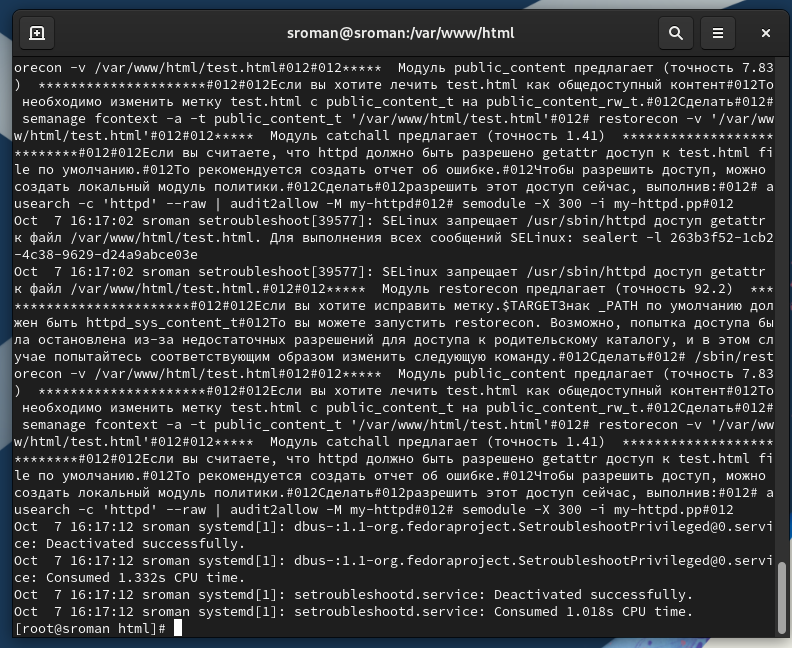 sroman@sroman:/var/www/html
orecon -v /var/www/html/test.html#012#012*****  Модуль public_content предлагает (точность 7.83
)  *********************#012#012Если вы хотите лечить test.html как общедоступный контент#012То
 необходимо изменить метку test.html с public_content_t на public_content_rw_t.#012Сделать#012#
 semanage fcontext -a -t public_content_t '/var/www/html/test.html'#012# restorecon -v '/var/ww
w/html/test.html'#012#012*****  Модуль catchall предлагает (точность 1.41)  *******************
********#012#012Если вы считаете, что httpd должно быть разрешено getattr доступ к test.html fi
le по умолчанию.#012То рекомендуется создать отчет об ошибке.#012Чтобы разрешить доступ, можно 
создать локальный модуль политики.#012Сделать#012разрешить этот доступ сейчас, выполнив:#012# a
usearch -c 'httpd' --raw | audit2allow -M my-httpd#012# semodule -X 300 -i my-httpd.pp#012
Oct  7 16:17:02 sroman setroubleshoot[39577]: SELinux запрещает /usr/sbin/httpd доступ getattr 
к файл /var/www/html/test.html. Для выполнения всех сообщений SELinux: sealert -l 263b3f52-1cb2
-4c38-9629-d24a9abce03e
Oct  7 16:17:02 sroman setroubleshoot[39577]: SELinux запрещает /usr/sbin/httpd доступ getattr 
к файл /var/www/html/test.html.#012#012*****  Модуль restorecon предлагает (точность 92.2)  ***
**********************#012#012Если вы хотите исправить метку.$TARGETЗнак _PATH по умолчанию дол
жен быть httpd_sys_content_t#012То вы можете запустить restorecon. Возможно, попытка доступа бы
ла остановлена из-за недостаточных разрешений для доступа к родительскому каталогу, и в этом сл
учае попытайтесь соответствующим образом изменить следующую команду.#012Сделать#012# /sbin/rest
orecon -v /var/www/html/test.html#012#012*****  Модуль public_content предлагает (точность 7.83
)  *********************#012#012Если вы хотите лечить test.html как общедоступный контент#012То
 необходимо изменить метку test.html с public_content_t на public_content_rw_t.#012Сделать#012#
 semanage fcontext -a -t public_content_t '/var/www/html/test.html'#012# restorecon -v '/var/ww
w/html/test.html'#012#012*****  Модуль catchall предлагает (точность 1.41)  *******************
********#012#012Если вы считаете, что httpd должно быть разрешено getattr доступ к test.html fi
le по умолчанию.#012То рекомендуется создать отчет об ошибке.#012Чтобы разрешить доступ, можно 
создать локальный модуль политики.#012Сделать#012разрешить этот доступ сейчас, выполнив:#012# a
usearch -c 'httpd' --raw | audit2allow -M my-httpd#012# semodule -X 300 -i my-httpd.pp#012
Oct  7 16:17:12 sroman systemd[1]: dbus-:1.1-org.fedoraproject.SetroubleshootPrivileged@0.servi
ce: Deactivated successfully.
Oct  7 16:17:12 sroman systemd[1]: dbus-:1.1-org.fedoraproject.SetroubleshootPrivileged@0.servi
ce: Consumed 1.332s CPU time.
Oct  7 16:17:12 sroman systemd[1]: setroubleshootd.service: Deactivated successfully.
Oct  7 16:17:12 sroman systemd[1]: setroubleshootd.service: Consumed 1.018s CPU time.
[root@sroman html]#